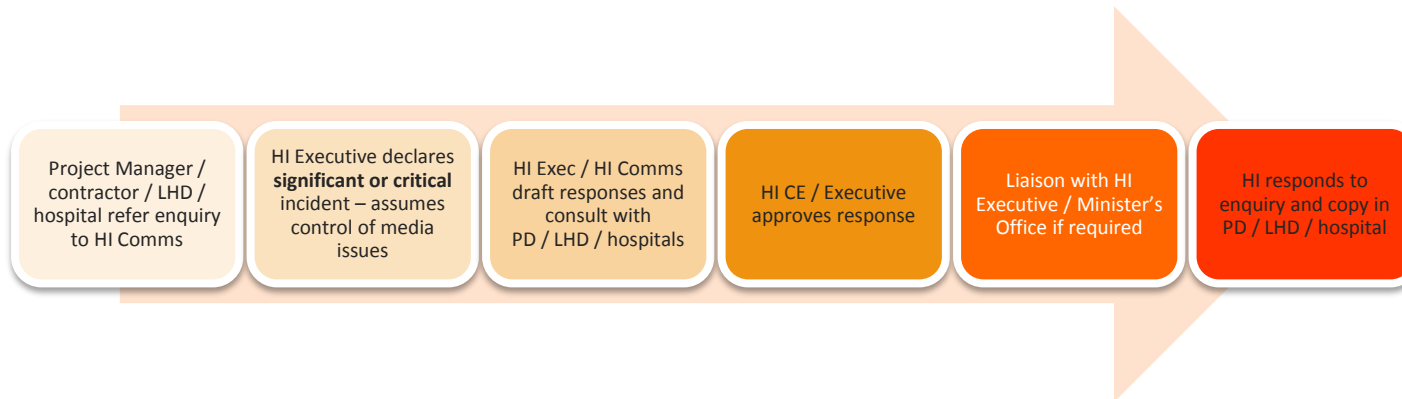 Project Manager /
contractor / LHD /
hospital refer enquiry
to HI Comms
HI Executive declares
significant or critical
incident – assumes
control of media
issues
HI Exec / HI Comms
draft responses and
consult with
PD / LHD / hospitals
HI CE / Executive
approves response
Liaison with HI
Executive / Minister’s
Office if required
HI responds to
enquiry and copy in
PD / LHD / hospital